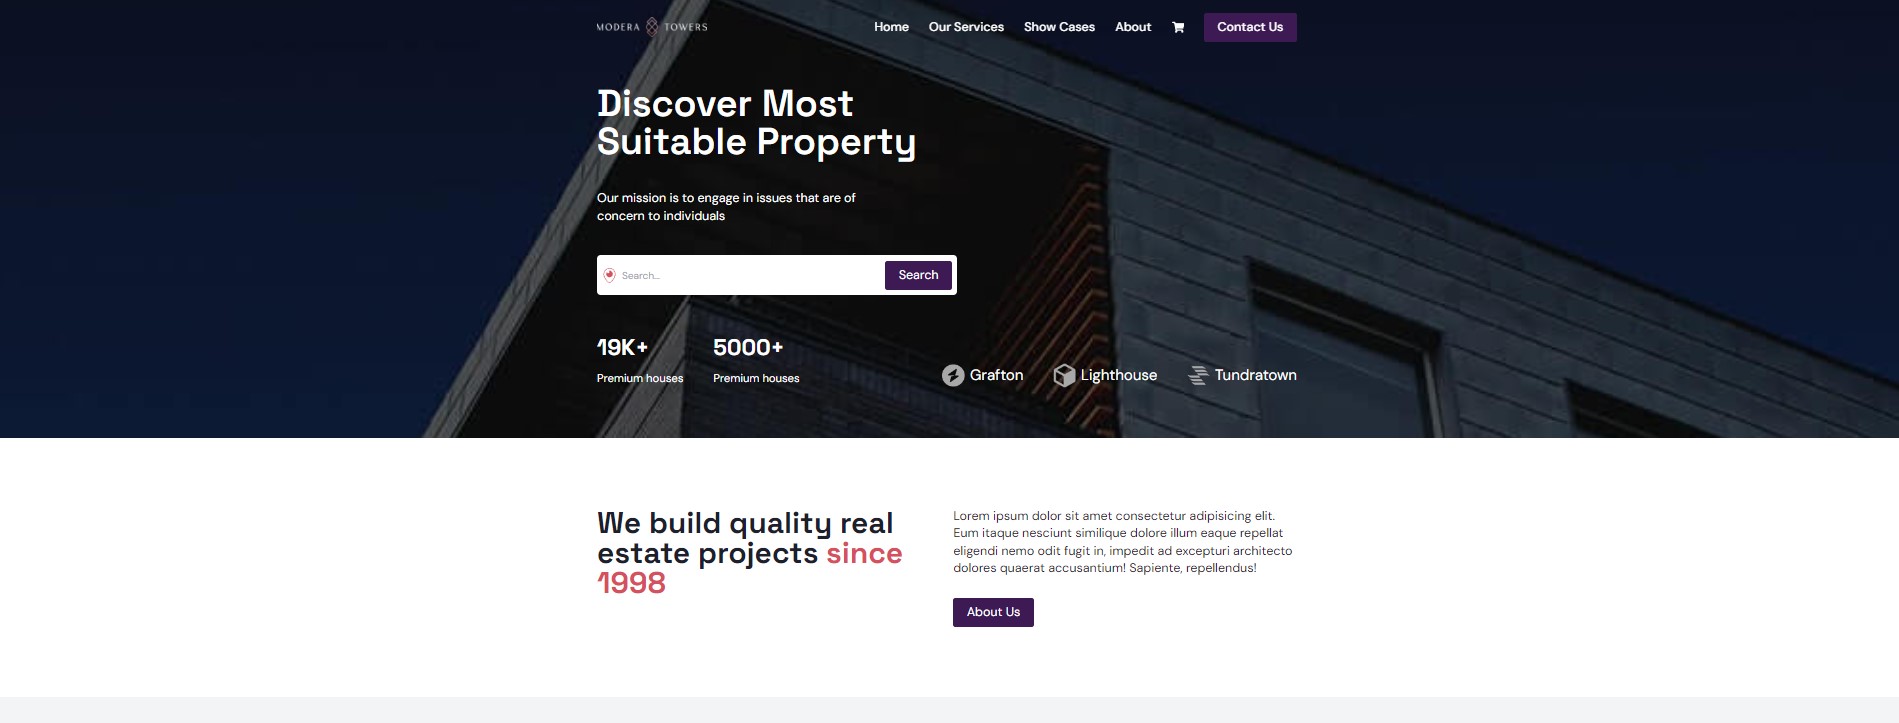 MODERA TOWERS
Home Our Services Show Cases About Contact Us
Discover Most
Suitable Property
Our mission is to engage in issues that are of
concern to individuals
Search...
Search
19K+
Premium houses
5000+
Premium houses
Grafton Lighthouse Tundratown
We build quality real
estate projects since
1998
Lorem ipsum dolor sit amet consectetur adipisicing elit.
Eum itaque nesciunt similique dolore illum eaque repellat
eligendi nemo odit fugit in, impedit ad excepturi architecto
dolores quaerat accusantium! Sapiente, repellendus!
About Us